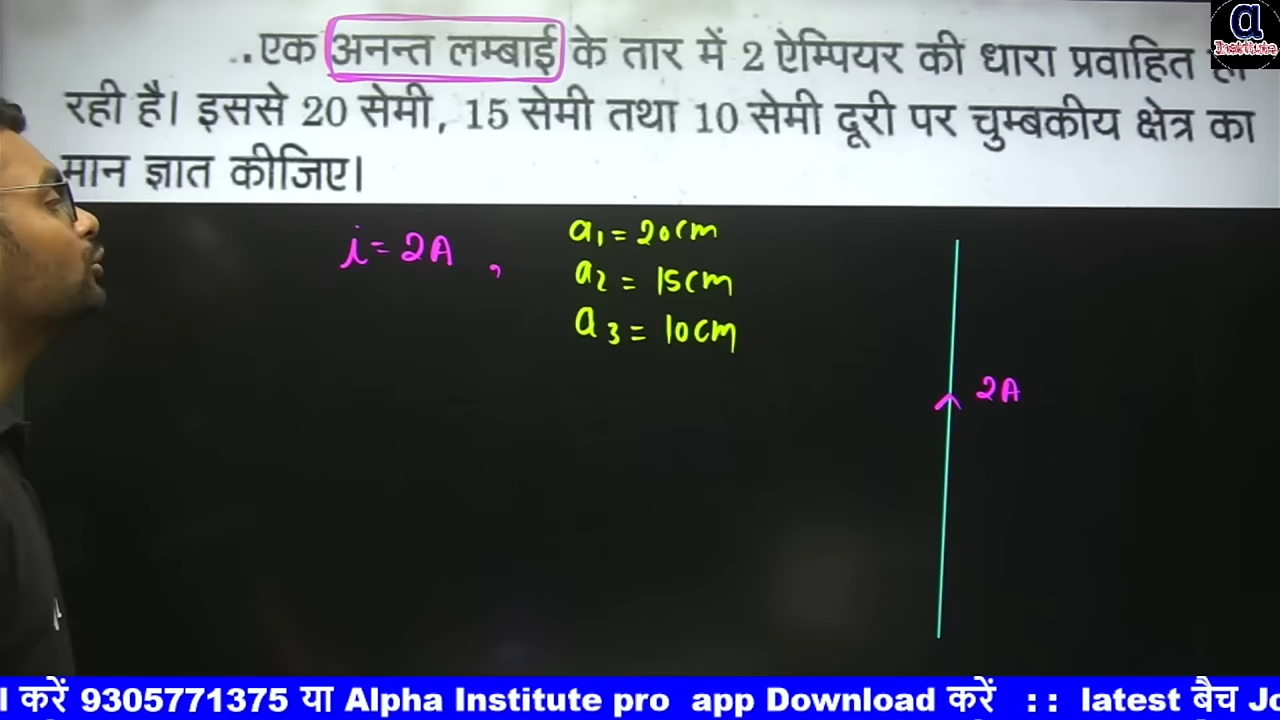 α
Institute
..एक अनन्त लम्बाई के तार में 2 ऐम्पियर की धारा प्रवाहित हो
रही है। इससे 20 सेमी, 15 सेमी तथा 10 सेमी दूरी पर चुम्बकीय क्षेत्र का
मान ज्ञात कीजिए।
i = 2A ,
a₁ = 20cm
a₂ = 15cm
a₃ = 10cm
2A
करें 9305771375 या Alpha Institute pro app Download करें : : latest बैच